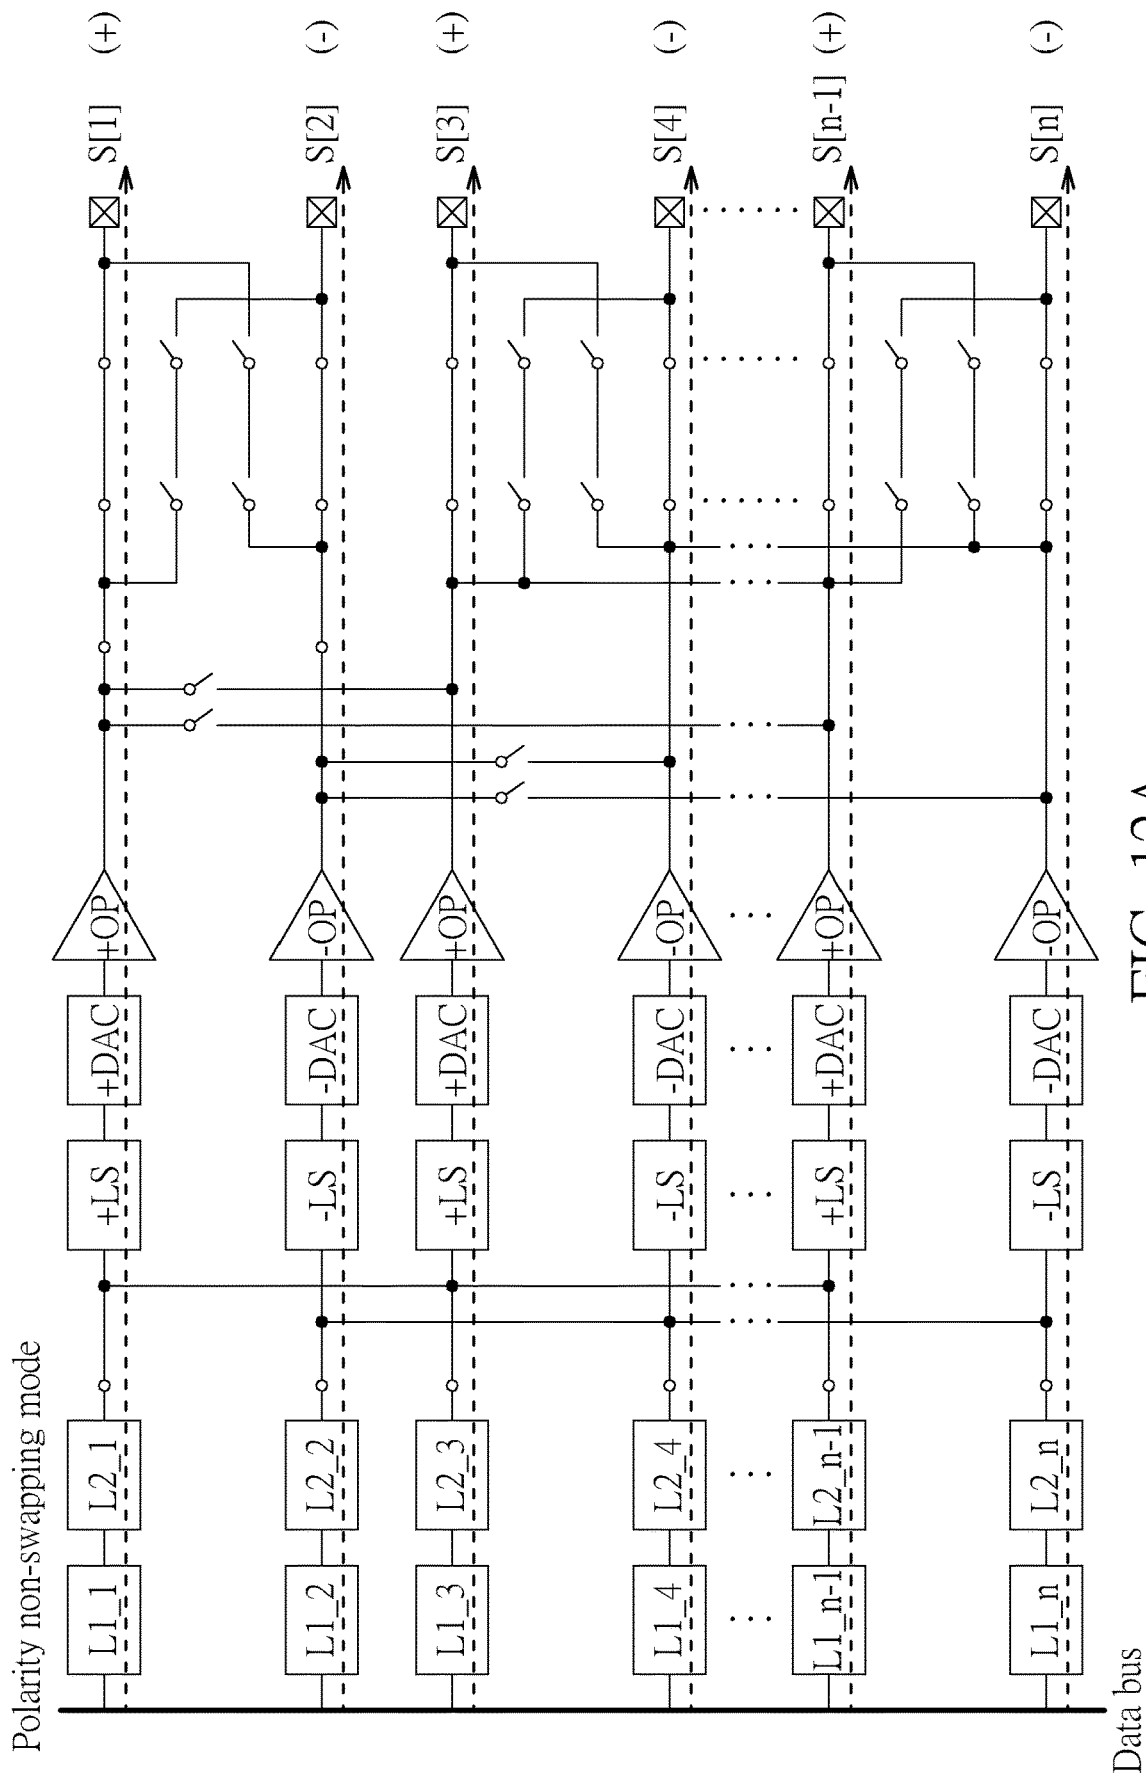 Polarity non-swapping mode
L1_1 L2_1 +LS +DAC +OP S[1] (+)
L1_2 L2_2 -LS -DAC -OP S[2] (-)
L1_3 L2_3 +LS +DAC +OP S[3] (+)
L1_4 L2_4 -LS -DAC -OP S[4] (-)
L1_n-1 L2_n-1 +LS +DAC +OP S[n-1] (+)
L1_n L2_n -LS -DAC -OP S[n] (-)
Data bus
FIG. 12A